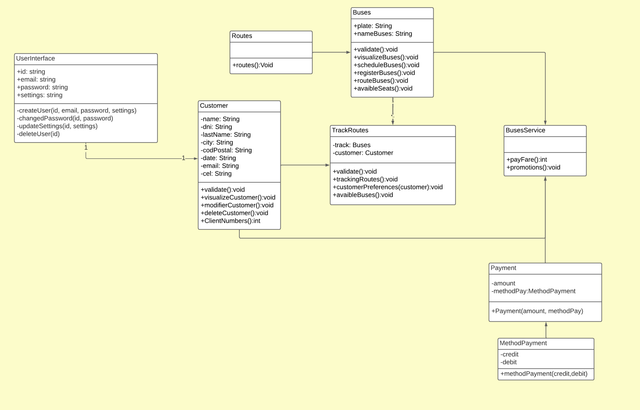 Buses
+plate: String
+nameBuses: String
+validate():void
+visualizeBuses():void
+scheduleBuses():void
+registerBuses():void
+routeBuses():void
+avaibleSeats():void
Routes
+routes():Void
UserInterface
+id: string
+email: string
+password: string
+settings: string
-createUser(id, email, password, settings)
-changedPassword(id, password)
-updateSettings(id, settings)
-deleteUser(id)
1
1
Customer
-name: String
-dni: String
-lastName: String
-city: String
-codPostal: String
-date: String
-email: String
-cel: String
+validate():void
+visualizeCustomer():void
+modifierCustomer():void
+deleteCustomer():void
+ClientNumbers():int
TrackRoutes
-track: Buses
-customer: Customer
+validate():void
+trackingRoutes():void
+customerPreferences(customer):void
+avaibleBuses():void
BusesService
+payFare():int
+promotions():void
Payment
-amount
-methodPay:MethodPayment
+Payment(amount, methodPay)
MethodPayment
-credit
-debit
+methodPayment(credit,debit)